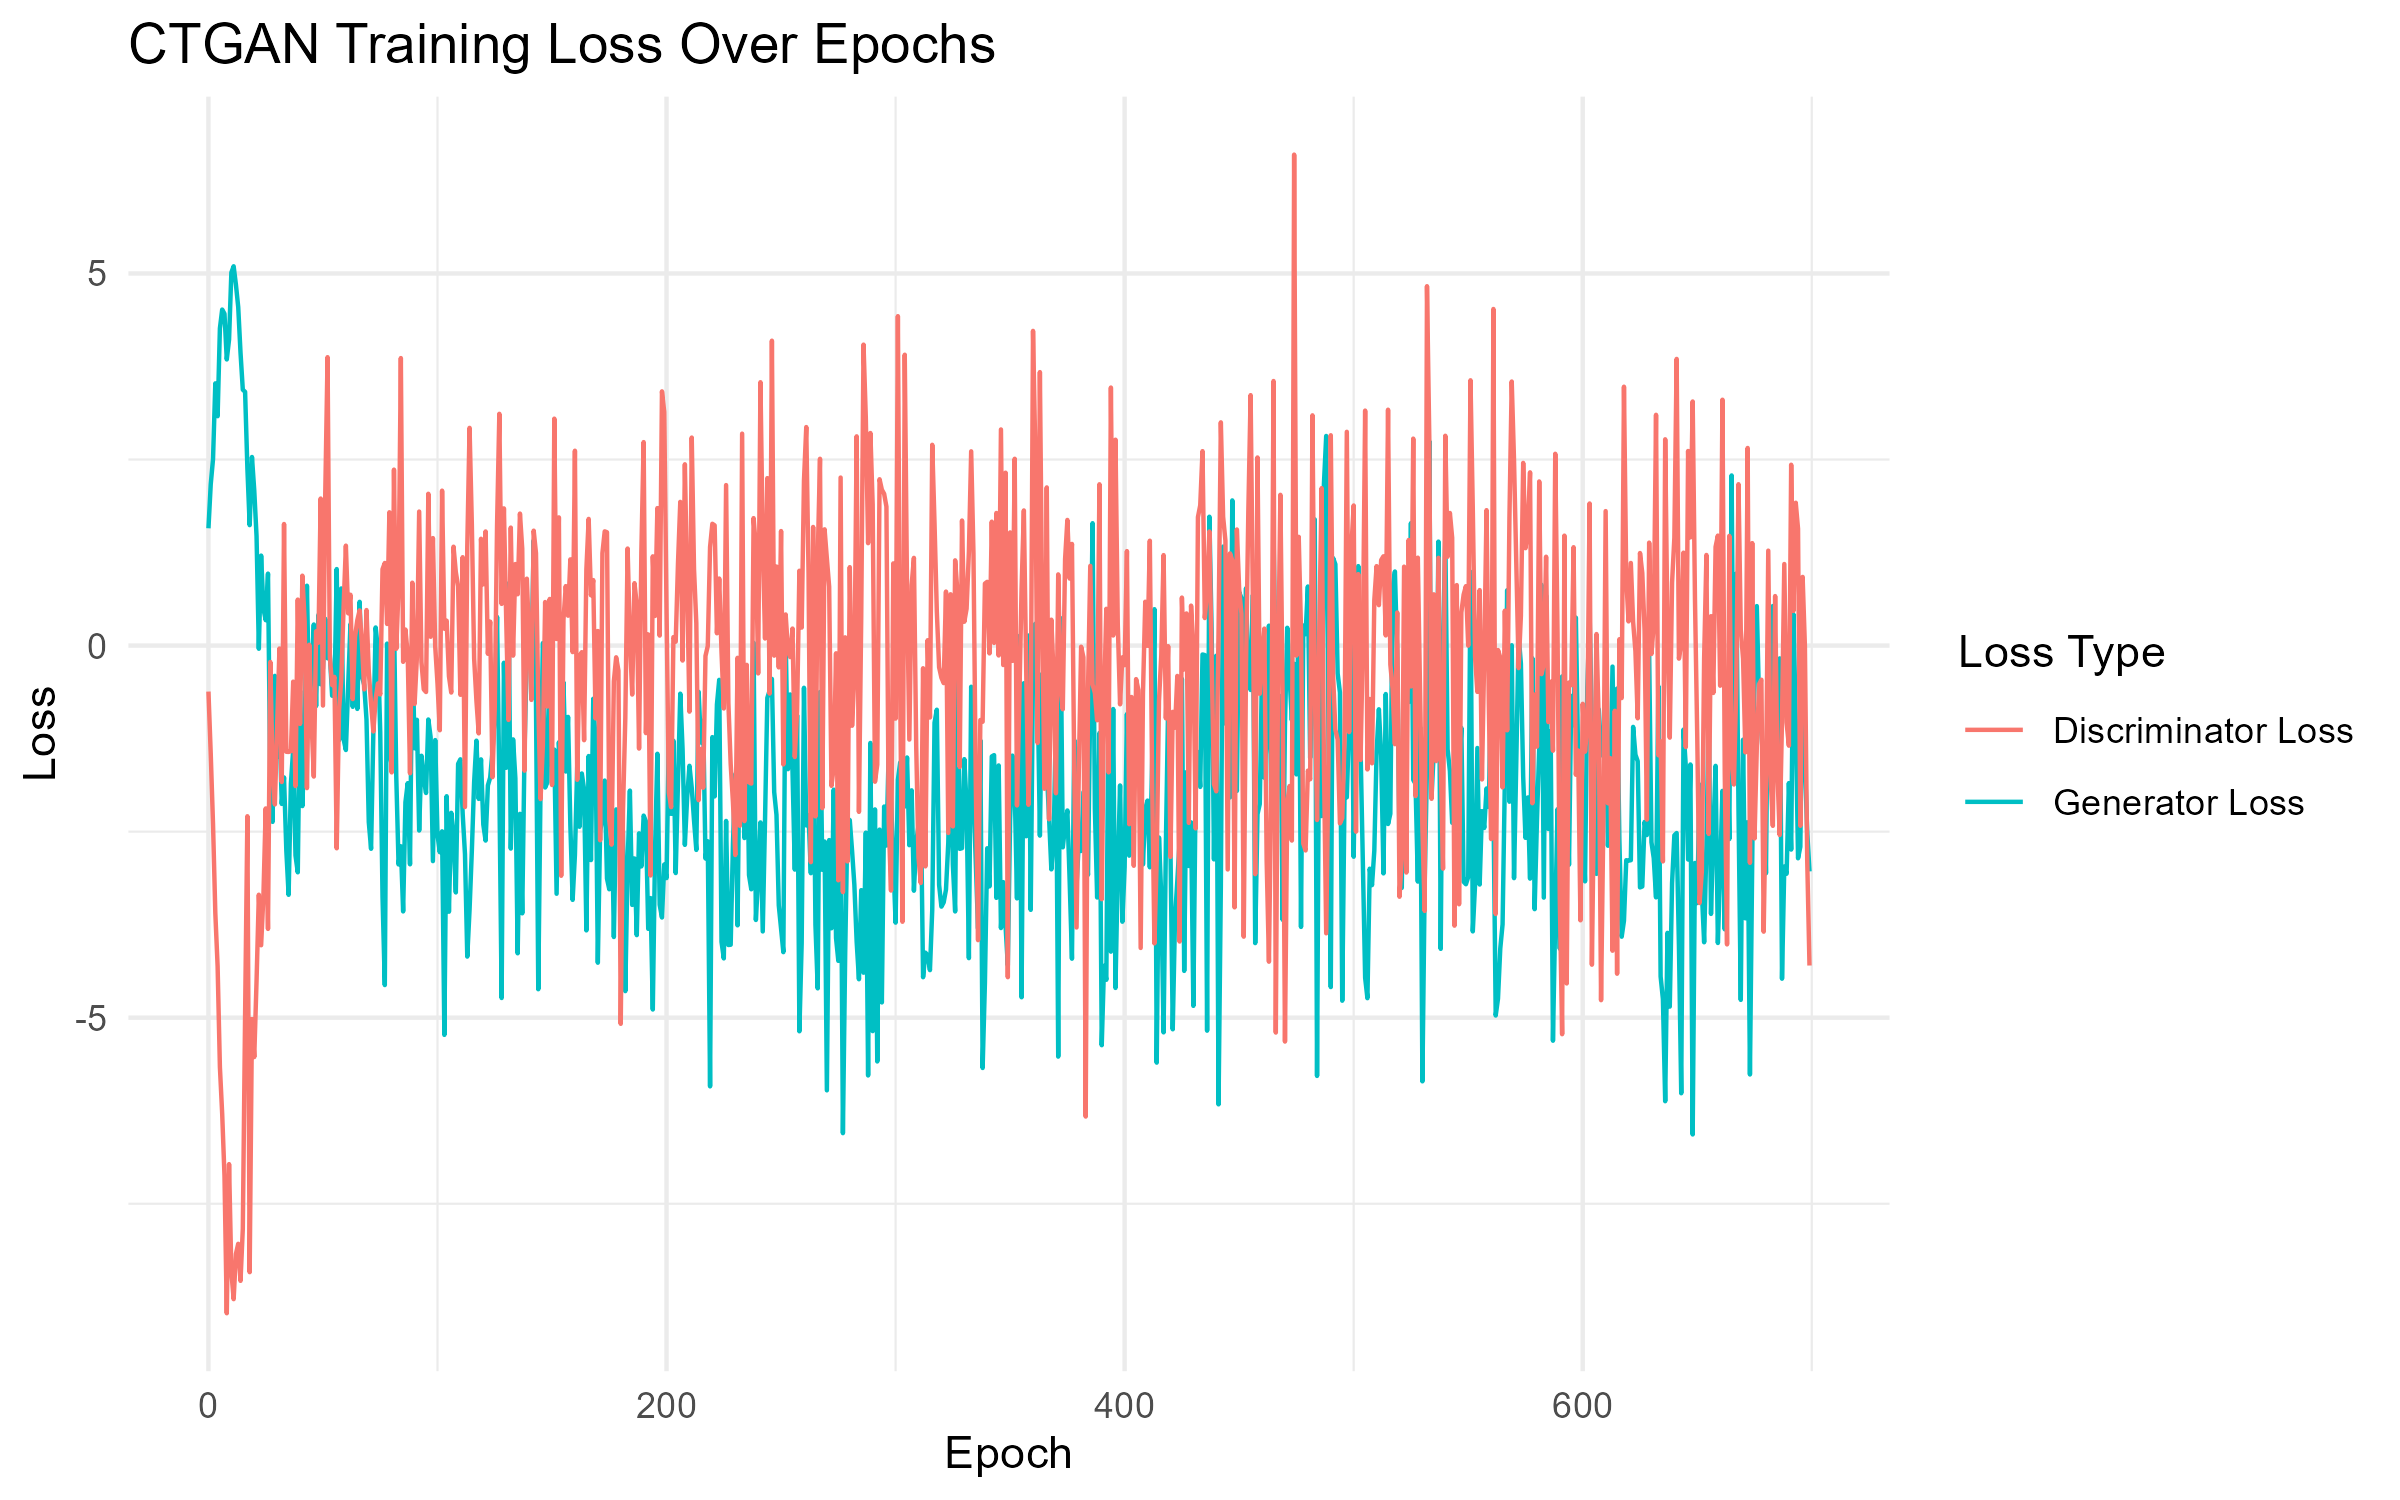 CTGAN Training Loss Over Epochs
5
0
-5
Loss
0 200 400 600
Epoch
Loss Type
Discriminator Loss
Generator Loss